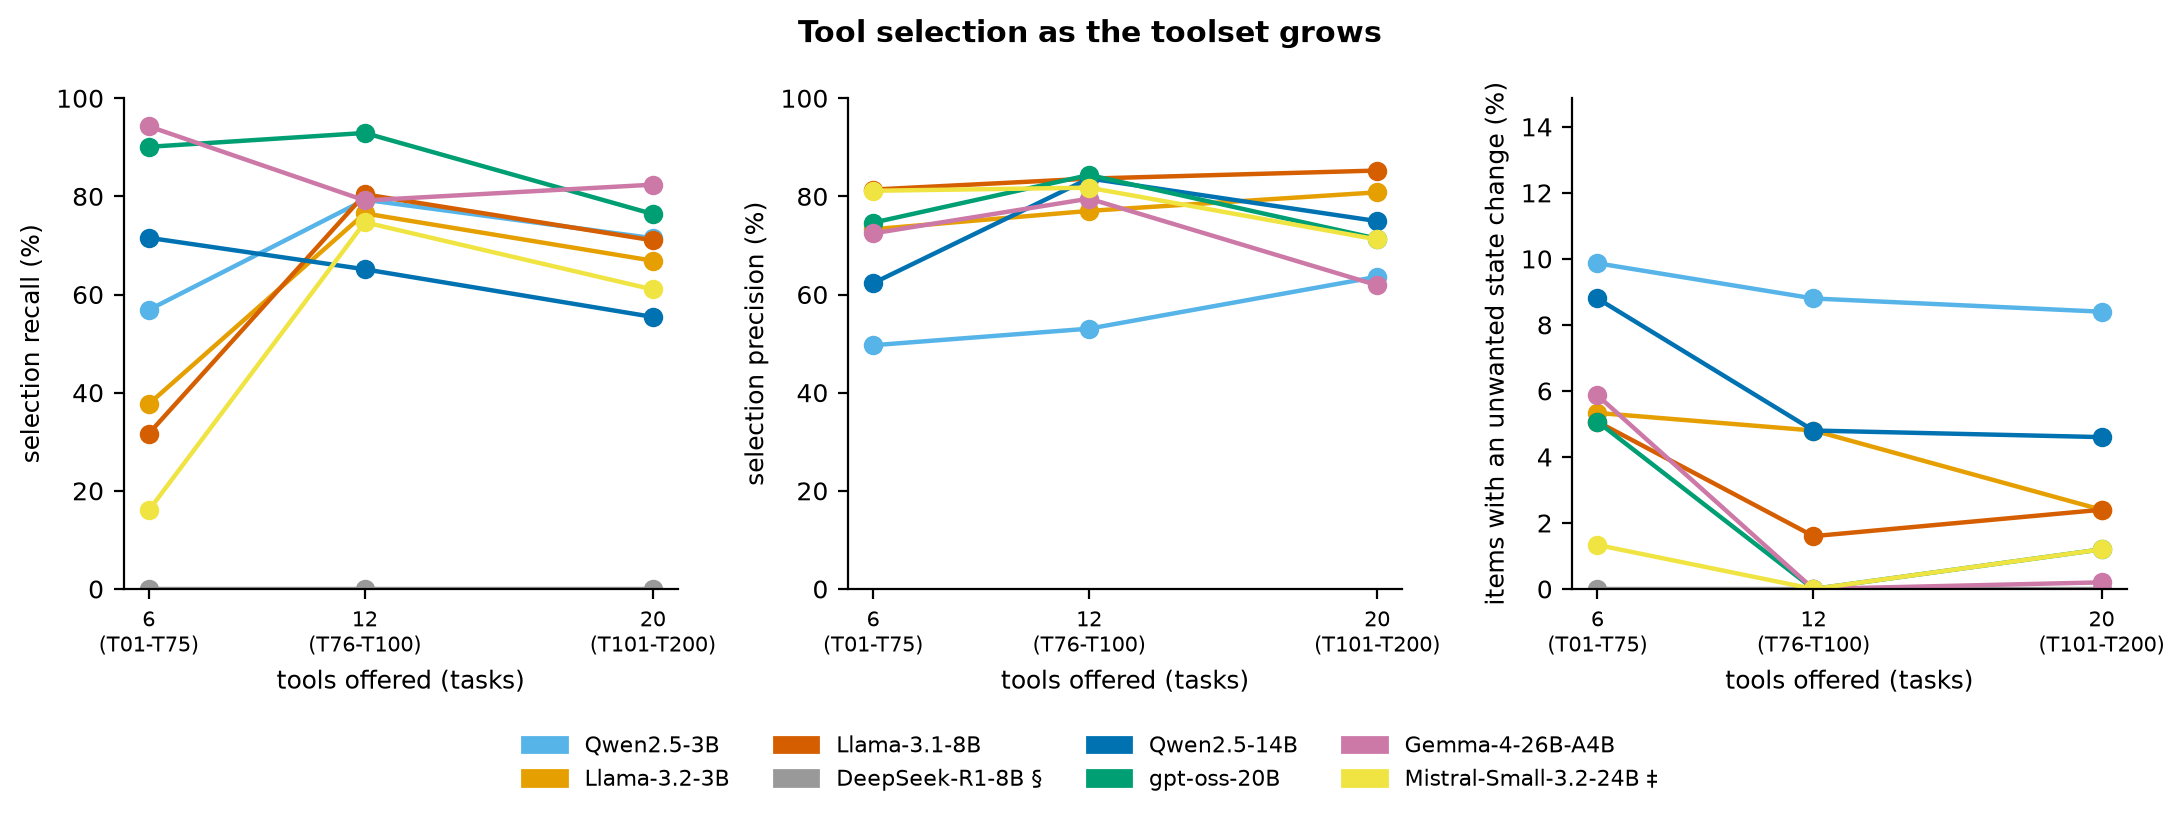 Tool selection as the toolset grows
selection recall (%)
100
80
60
40
20
0
6
(T01-T75)
12
(T76-T100)
20
(T101-T200)
tools offered (tasks)
selection precision (%)
100
80
60
40
20
0
6
(T01-T75)
12
(T76-T100)
20
(T101-T200)
tools offered (tasks)
items with an unwanted state change (%)
14
12
10
8
6
4
2
0
6
(T01-T75)
12
(T76-T100)
20
(T101-T200)
tools offered (tasks)
Qwen2.5-3B
Llama-3.2-3B
Llama-3.1-8B
DeepSeek-R1-8B §
Qwen2.5-14B
gpt-oss-20B
Gemma-4-26B-A4B
Mistral-Small-3.2-24B ‡